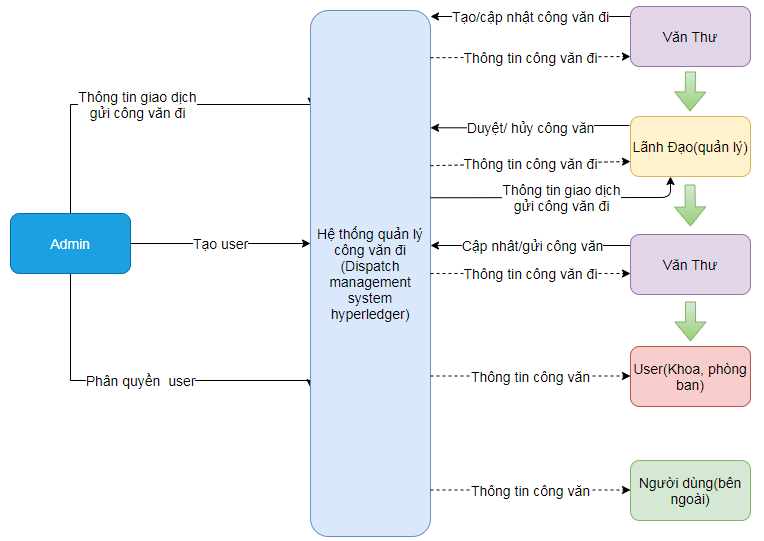 Tạo/cập nhật công văn đi
Văn Thư
Thông tin công văn đi
Thông tin giao dịch
gửi công văn đi
Duyệt/ hủy công văn
Lãnh Đạo(quản lý)
Thông tin công văn đi
Thông tin giao dịch
gửi công văn đi
Admin
Tạo user
Hệ thống quản lý
công văn đi
(Dispatch
management
system
hyperledger)
Cập nhât/gửi công văn
Văn Thư
Thông tin công văn đi
Phân quyền user
Thông tin công văn
User(Khoa, phòng
ban)
Thông tin công văn
Người dùng(bên
ngoài)